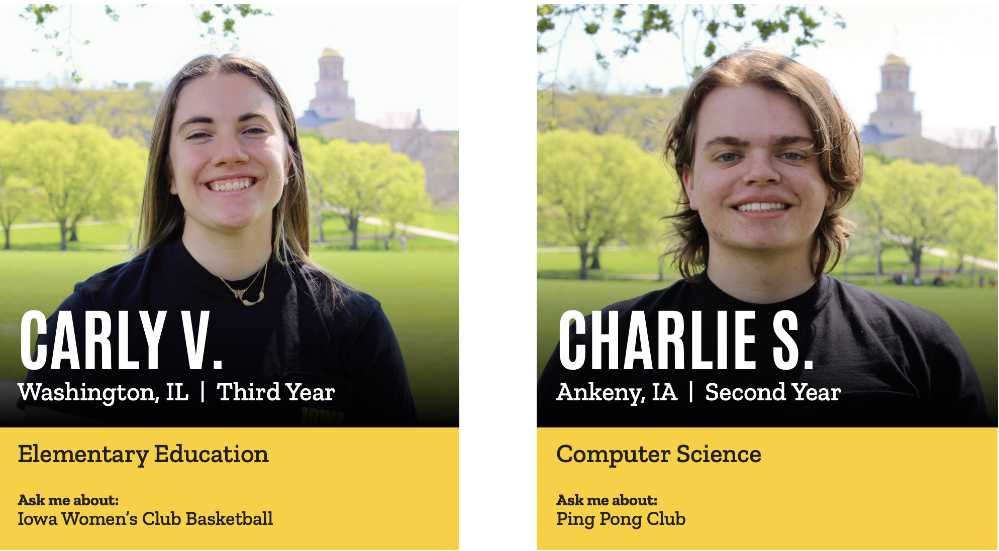 CARLY V.
Washington, IL | Third Year
IOWA
Elementary Education
Ask me about:
Iowa Women's Club Basketball
CHARLIE S.
Ankeny, IA | Second Year
Computer Science
Ask me about:
Ping Pong Club